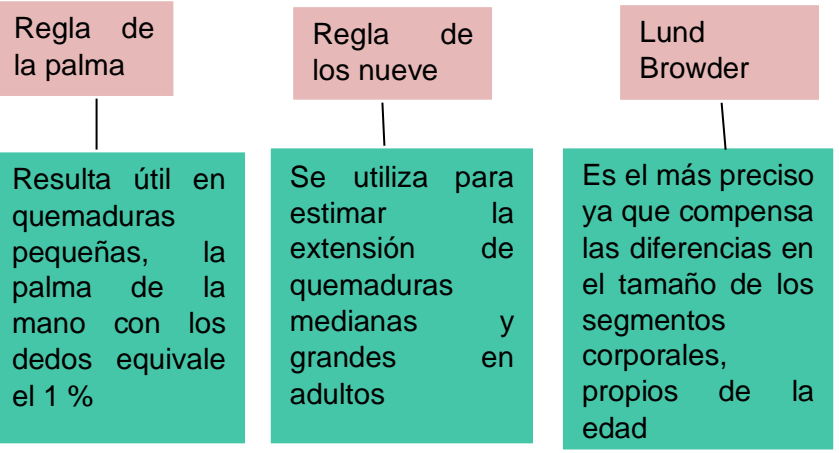 Regla de
la palma
Resulta útil en
quemaduras
pequeñas, la
palma de la
mano con los
dedos equivale
el 1 %
Regla de
los nueve
Se utiliza para
estimar la
extensión de
quemaduras
medianas y
grandes en
adultos
Lund
Browder
Es el más preciso
ya que compensa
las diferencias en
el tamaño de los
segmentos
corporales,
propios de la
edad